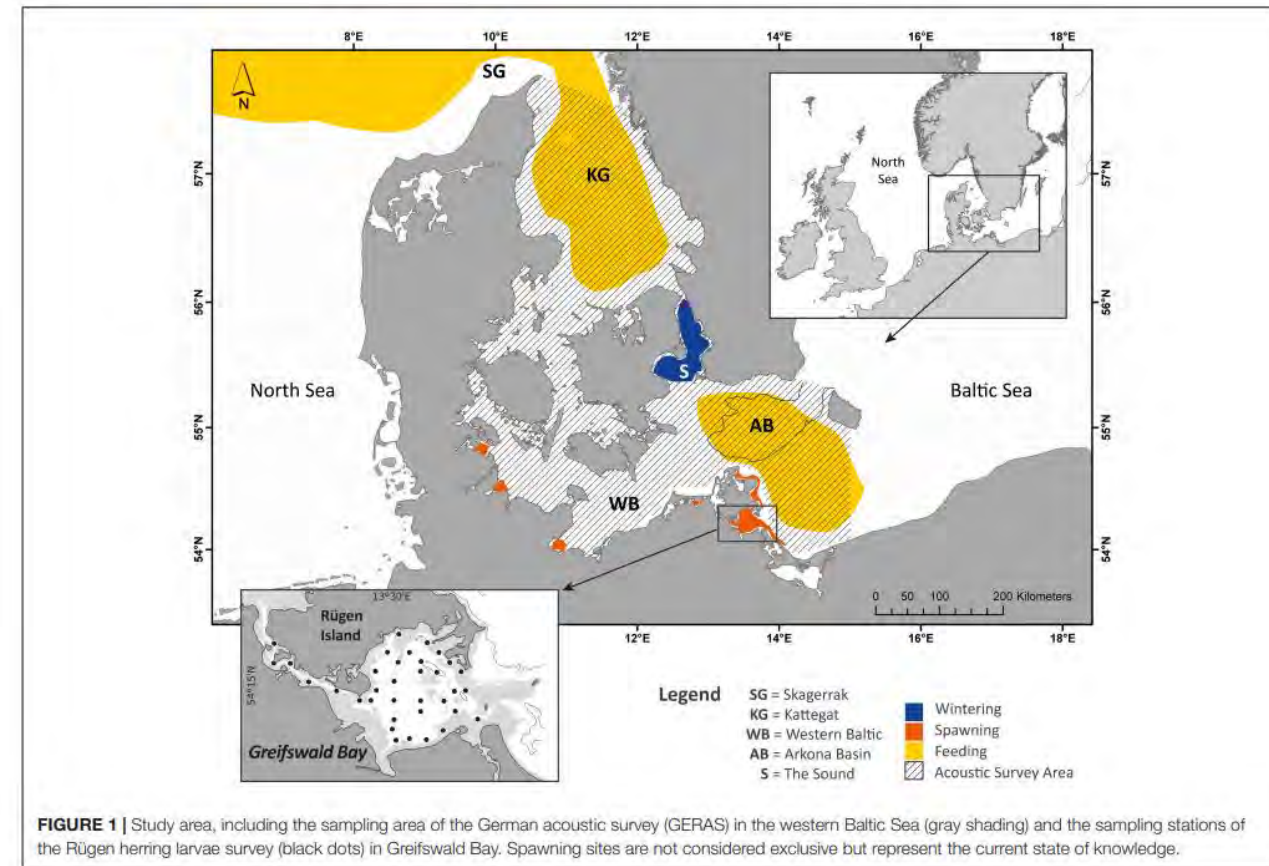 8°E
10°E
12°E
14°E
16°E
18°E
N
SG
KG
57°N
57°N
56°N
56°N
North
Sea
S
North Sea
Baltic Sea
55°N
55°N
AB
WB
54°N
54°N
0 50 100 200 Kilometers
12°E
14°E
16°E
18°E
13°30'E
Rügen
Island
54°15'N
Greifswald Bay
Legend
SG = Skagerrak
KG = Kattegat
WB = Western Baltic
AB = Arkona Basin
S = The Sound
Wintering
Spawning
Feeding
Acoustic Survey Area
FIGURE 1 | Study area, including the sampling area of the German acoustic survey (GERAS) in the western Baltic Sea (gray shading) and the sampling stations of
the Rügen herring larvae survey (black dots) in Greifswald Bay. Spawning sites are not considered exclusive but represent the current state of knowledge.